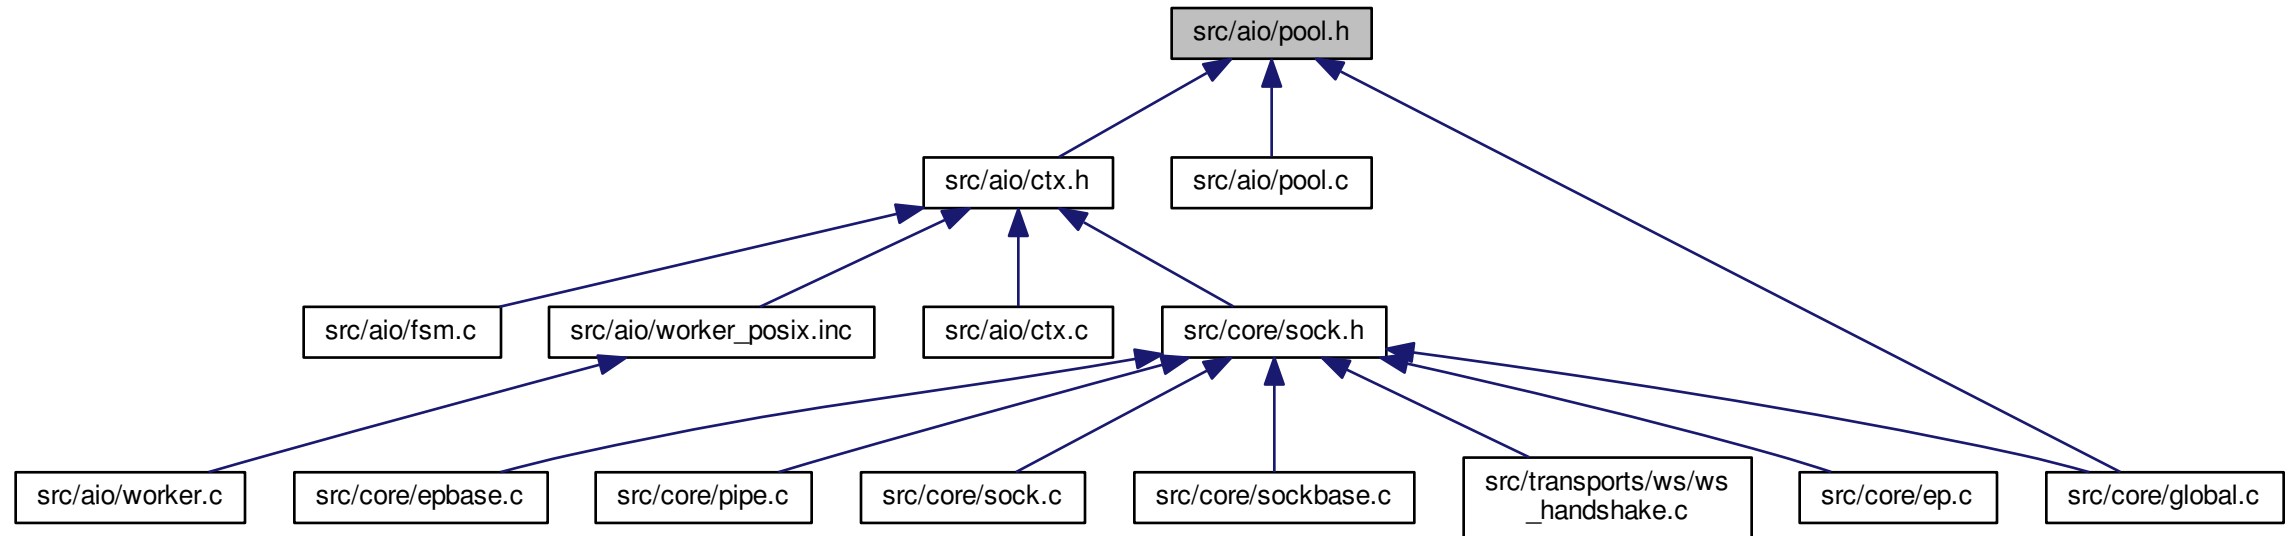 src/aio/pool.h
src/aio/ctx.h
src/aio/pool.c
src/aio/fsm.c
src/aio/worker_posix.inc
src/aio/ctx.c
src/core/sock.h
src/aio/worker.c
src/core/epbase.c
src/core/pipe.c
src/core/sock.c
src/core/sockbase.c
src/transports/ws/ws
_handshake.c
src/core/ep.c
src/core/global.c